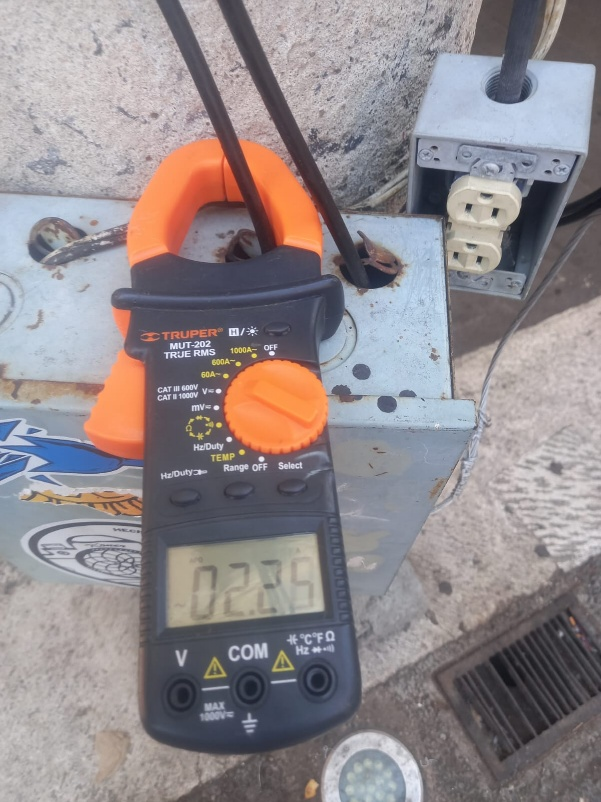 TRUPER® H/☀
MUT-202
TRUE RMS
1000A~ OFF
600A~
60A~
CAT III 600V
CAT II 1000V V≂
mV≂
Ω
Hz/Duty
TEMP
Hz/Duty Range OFF Select
~02.25
V COM °C°F Ω
Hz
MAX
1000V≂